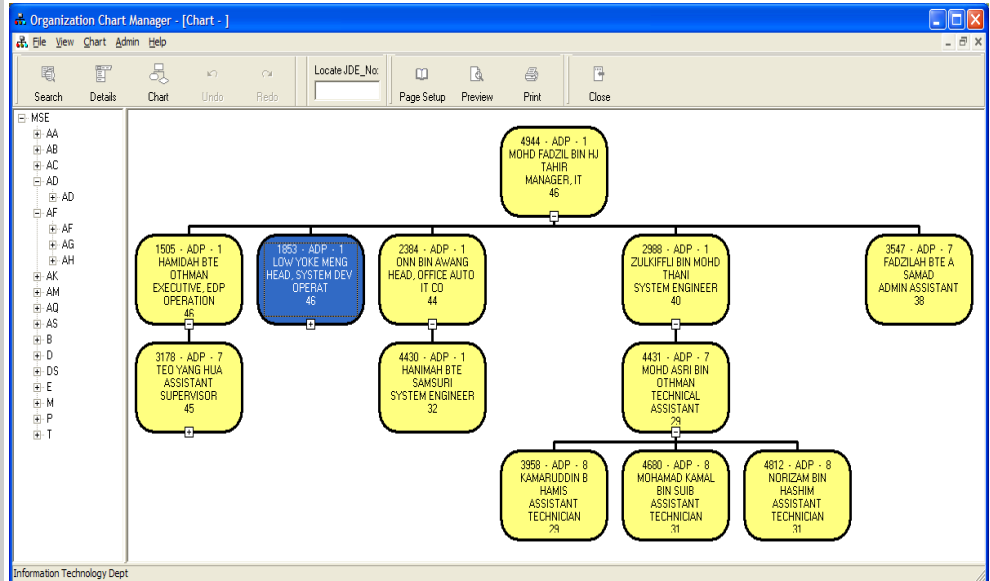 Organization Chart Manager - [Chart - ]
File View Chart Admin Help
Search Details Chart Undo Redo Locate JDE_No: Page Setup Preview Print Close
MSE
AA
AB
AC
AD
AD
AF
AF
AG
AH
AK
AM
AQ
AS
B
D
DS
E
M
P
T
4944 - ADP - 1
MOHD FADZIL BIN HJ
TAHIR
MANAGER, IT
46
1505 - ADP - 1
HAMIDAH BTE
OTHMAN
EXECUTIVE, EDP
OPERATION
46
1853 - ADP - 1
LOW YOKE MENG
HEAD, SYSTEM DEV
OPERAT
46
2384 - ADP - 1
ONN BIN AWANG
HEAD, OFFICE AUTO
IT CO
44
2988 - ADP - 1
ZULKIFFLI BIN MOHD
THANI
SYSTEM ENGINEER
40
3547 - ADP - 7
FADZILAH BTE A
SAMAD
ADMIN ASSISTANT
38
3178 - ADP - 7
TEO YANG HUA
ASSISTANT
SUPERVISOR
45
4430 - ADP - 1
HANIMAH BTE
SAMSURI
SYSTEM ENGINEER
32
4431 - ADP - 7
MOHD ASRI BIN
OTHMAN
TECHNICAL
ASSISTANT
29
3958 - ADP - 8
KAMARUDDIN B
HAMIS
ASSISTANT
TECHNICIAN
29
4680 - ADP - 8
MOHAMAD KAMAL
BIN SUIB
ASSISTANT
TECHNICIAN
31
4812 - ADP - 8
NORIZAM BIN
HASHIM
ASSISTANT
TECHNICIAN
31
Information Technology Dept